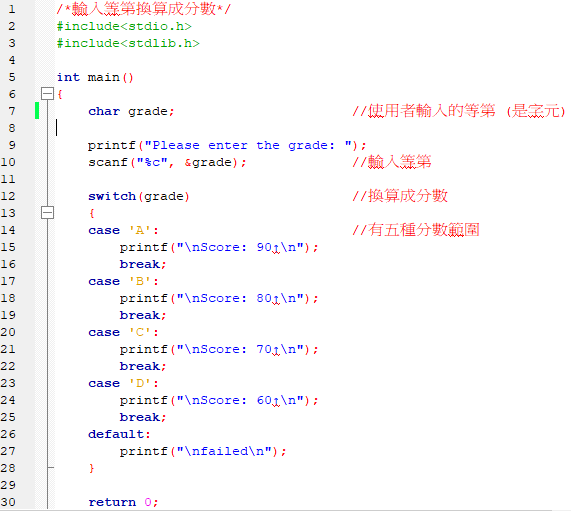 1 /*輸入等第換算成分數*/
2 #include<stdio.h>
3 #include<stdlib.h>
4
5 int main()
6 {
7 char grade; //使用者輸入的等第 (是字元)
8
9 printf("Please enter the grade: ");
10 scanf("%c", &grade); //輸入等第
11
12 switch(grade) //換算成分數
13 {
14 case 'A': //有五種分數範圍
15 printf("\nScore: 90↑\n");
16 break;
17 case 'B':
18 printf("\nScore: 80↑\n");
19 break;
20 case 'C':
21 printf("\nScore: 70↑\n");
22 break;
23 case 'D':
24 printf("\nScore: 60↑\n");
25 break;
26 default:
27 printf("\nfailed\n");
28 }
29
30 return 0;